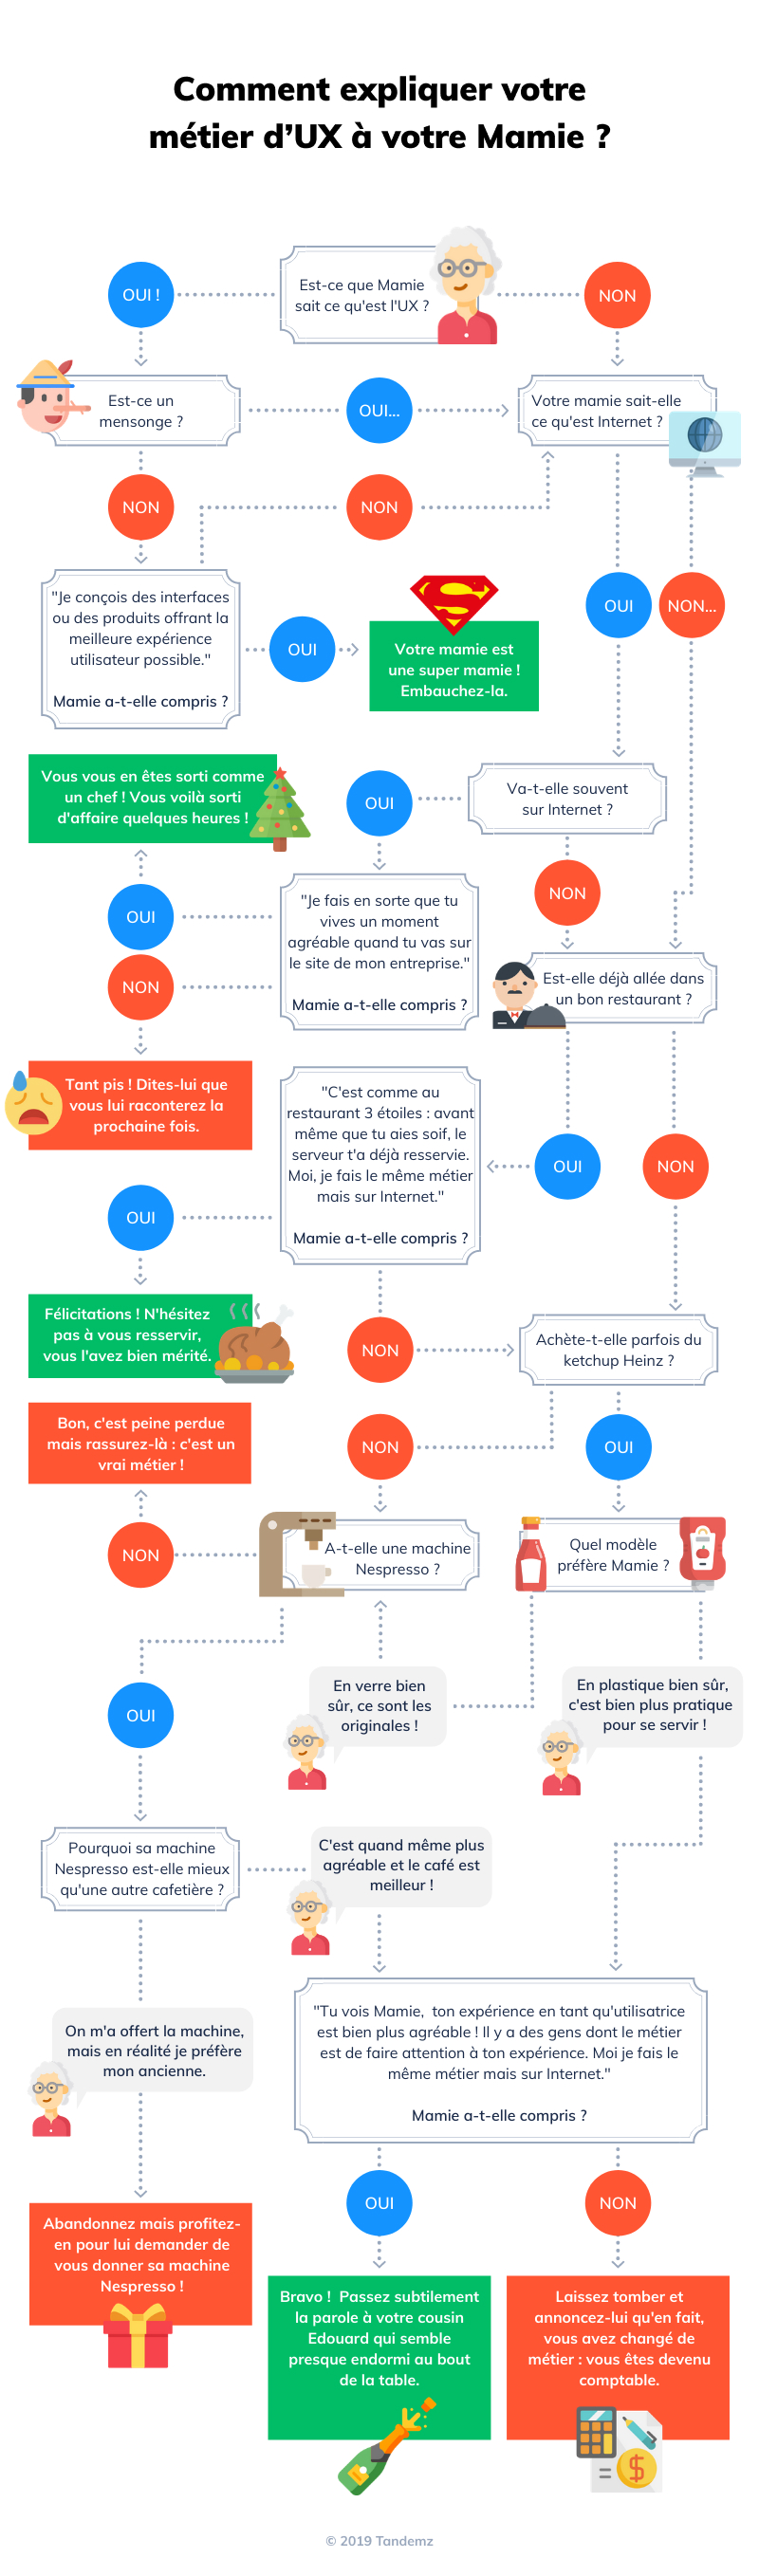 Comment expliquer votre
métier d’UX à votre Mamie ?
OUI !
Est-ce que Mamie
sait ce qu'est l'UX ?
NON
Est-ce un
mensonge ?
OUI...
Votre mamie sait-elle
ce qu'est Internet ?
NON
NON
"Je conçois des interfaces
ou des produits offrant la
meilleure expérience
utilisateur possible."
Mamie a-t-elle compris ?
OUI
Votre mamie est
une super mamie !
Embauchez-la.
OUI
NON...
Vous vous en êtes sorti comme
un chef ! Vous voilà sorti
d'affaire quelques heures !
OUI
Va-t-elle souvent
sur Internet ?
OUI
NON
"Je fais en sorte que tu
vives un moment
agréable quand tu vas sur
le site de mon entreprise."
Mamie a-t-elle compris ?
NON
Est-elle déjà allée dans
un bon restaurant ?
Tant pis ! Dites-lui que
vous lui raconterez la
prochaine fois.
"C'est comme au
restaurant 3 étoiles : avant
même que tu aies soif, le
serveur t'a déjà resservie.
Moi, je fais le même métier
mais sur Internet."
Mamie a-t-elle compris ?
OUI
NON
OUI
Félicitations ! N'hésitez
pas à vous resservir,
vous l'avez bien mérité.
NON
Achète-t-elle parfois du
ketchup Heinz ?
Bon, c'est peine perdue
mais rassurez-là : c'est un
vrai métier !
NON
OUI
NON
A-t-elle une machine
Nespresso ?
Quel modèle
préfère Mamie ?
OUI
En verre bien
sûr, ce sont les
originales !
En plastique bien sûr,
c'est bien plus pratique
pour se servir !
Pourquoi sa machine
Nespresso est-elle mieux
qu'une autre cafetière ?
C'est quand même plus
agréable et le café est
meilleur !
On m'a offert la machine,
mais en réalité je préfère
mon ancienne.
"Tu vois Mamie,  ton expérience en tant qu'utilisatrice
est bien plus agréable ! Il y a des gens dont le métier
est de faire attention à ton expérience. Moi je fais le
même métier mais sur Internet."
Mamie a-t-elle compris ?
OUI
NON
Abandonnez mais profitez-
en pour lui demander de
vous donner sa machine
Nespresso !
Bravo !  Passez subtilement
la parole à votre cousin
Edouard qui semble
presque endormi au bout
de la table.
Laissez tomber et
annoncez-lui qu'en fait,
vous avez changé de
métier : vous êtes devenu
comptable.
© 2019 Tandemz